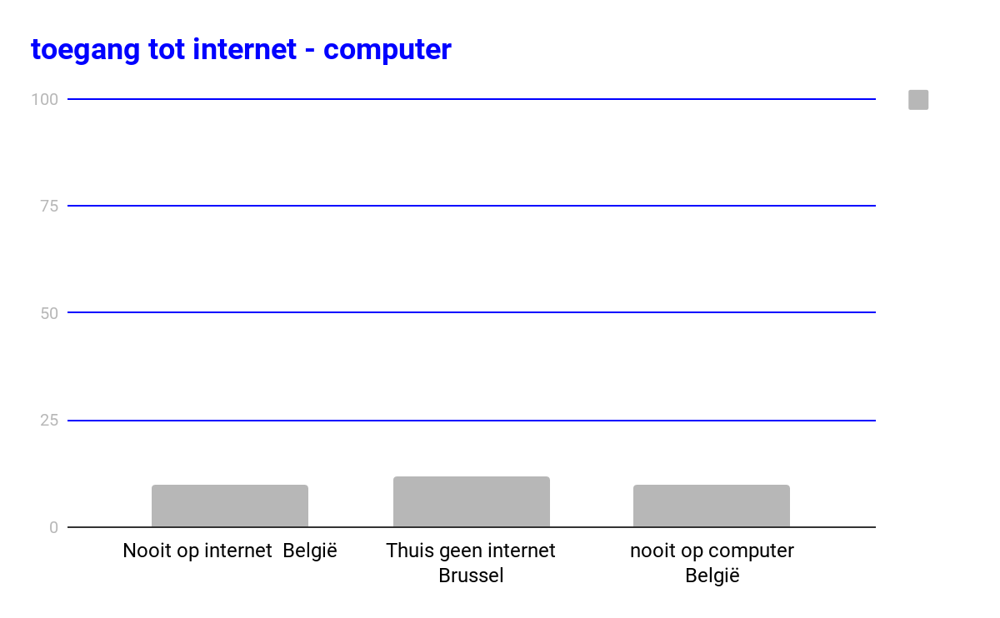 toegang tot internet - computer
100
75
50
25
0
Nooit op internet  België
Thuis geen internet
Brussel
nooit op computer
België